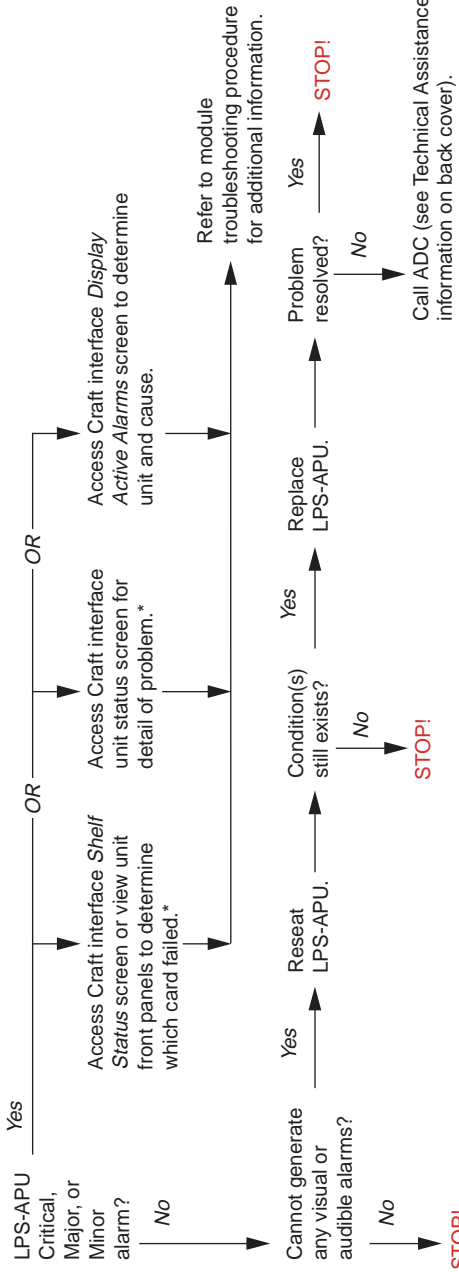 LPS-APU
Critical,
Major, or
Minor
alarm?
Yes
OR
OR
Access Craft interface Shelf
Status screen or view unit
front panels to determine
which card failed.*
Access Craft interface
unit status screen for
detail of problem.*
Access Craft interface Display
Active Alarms screen to determine
unit and cause.
Refer to module
troubleshooting procedure
for additional information.
No
Cannot generate
any visual or
audible alarms?
Yes
Reseat
LPS-APU.
Condition(s)
still exists?
Yes
Replace
LPS-APU.
Problem
resolved?
Yes
STOP!
No
STOP!
No
STOP!
No
Call ADC (see Technical Assistance
information on back cover).